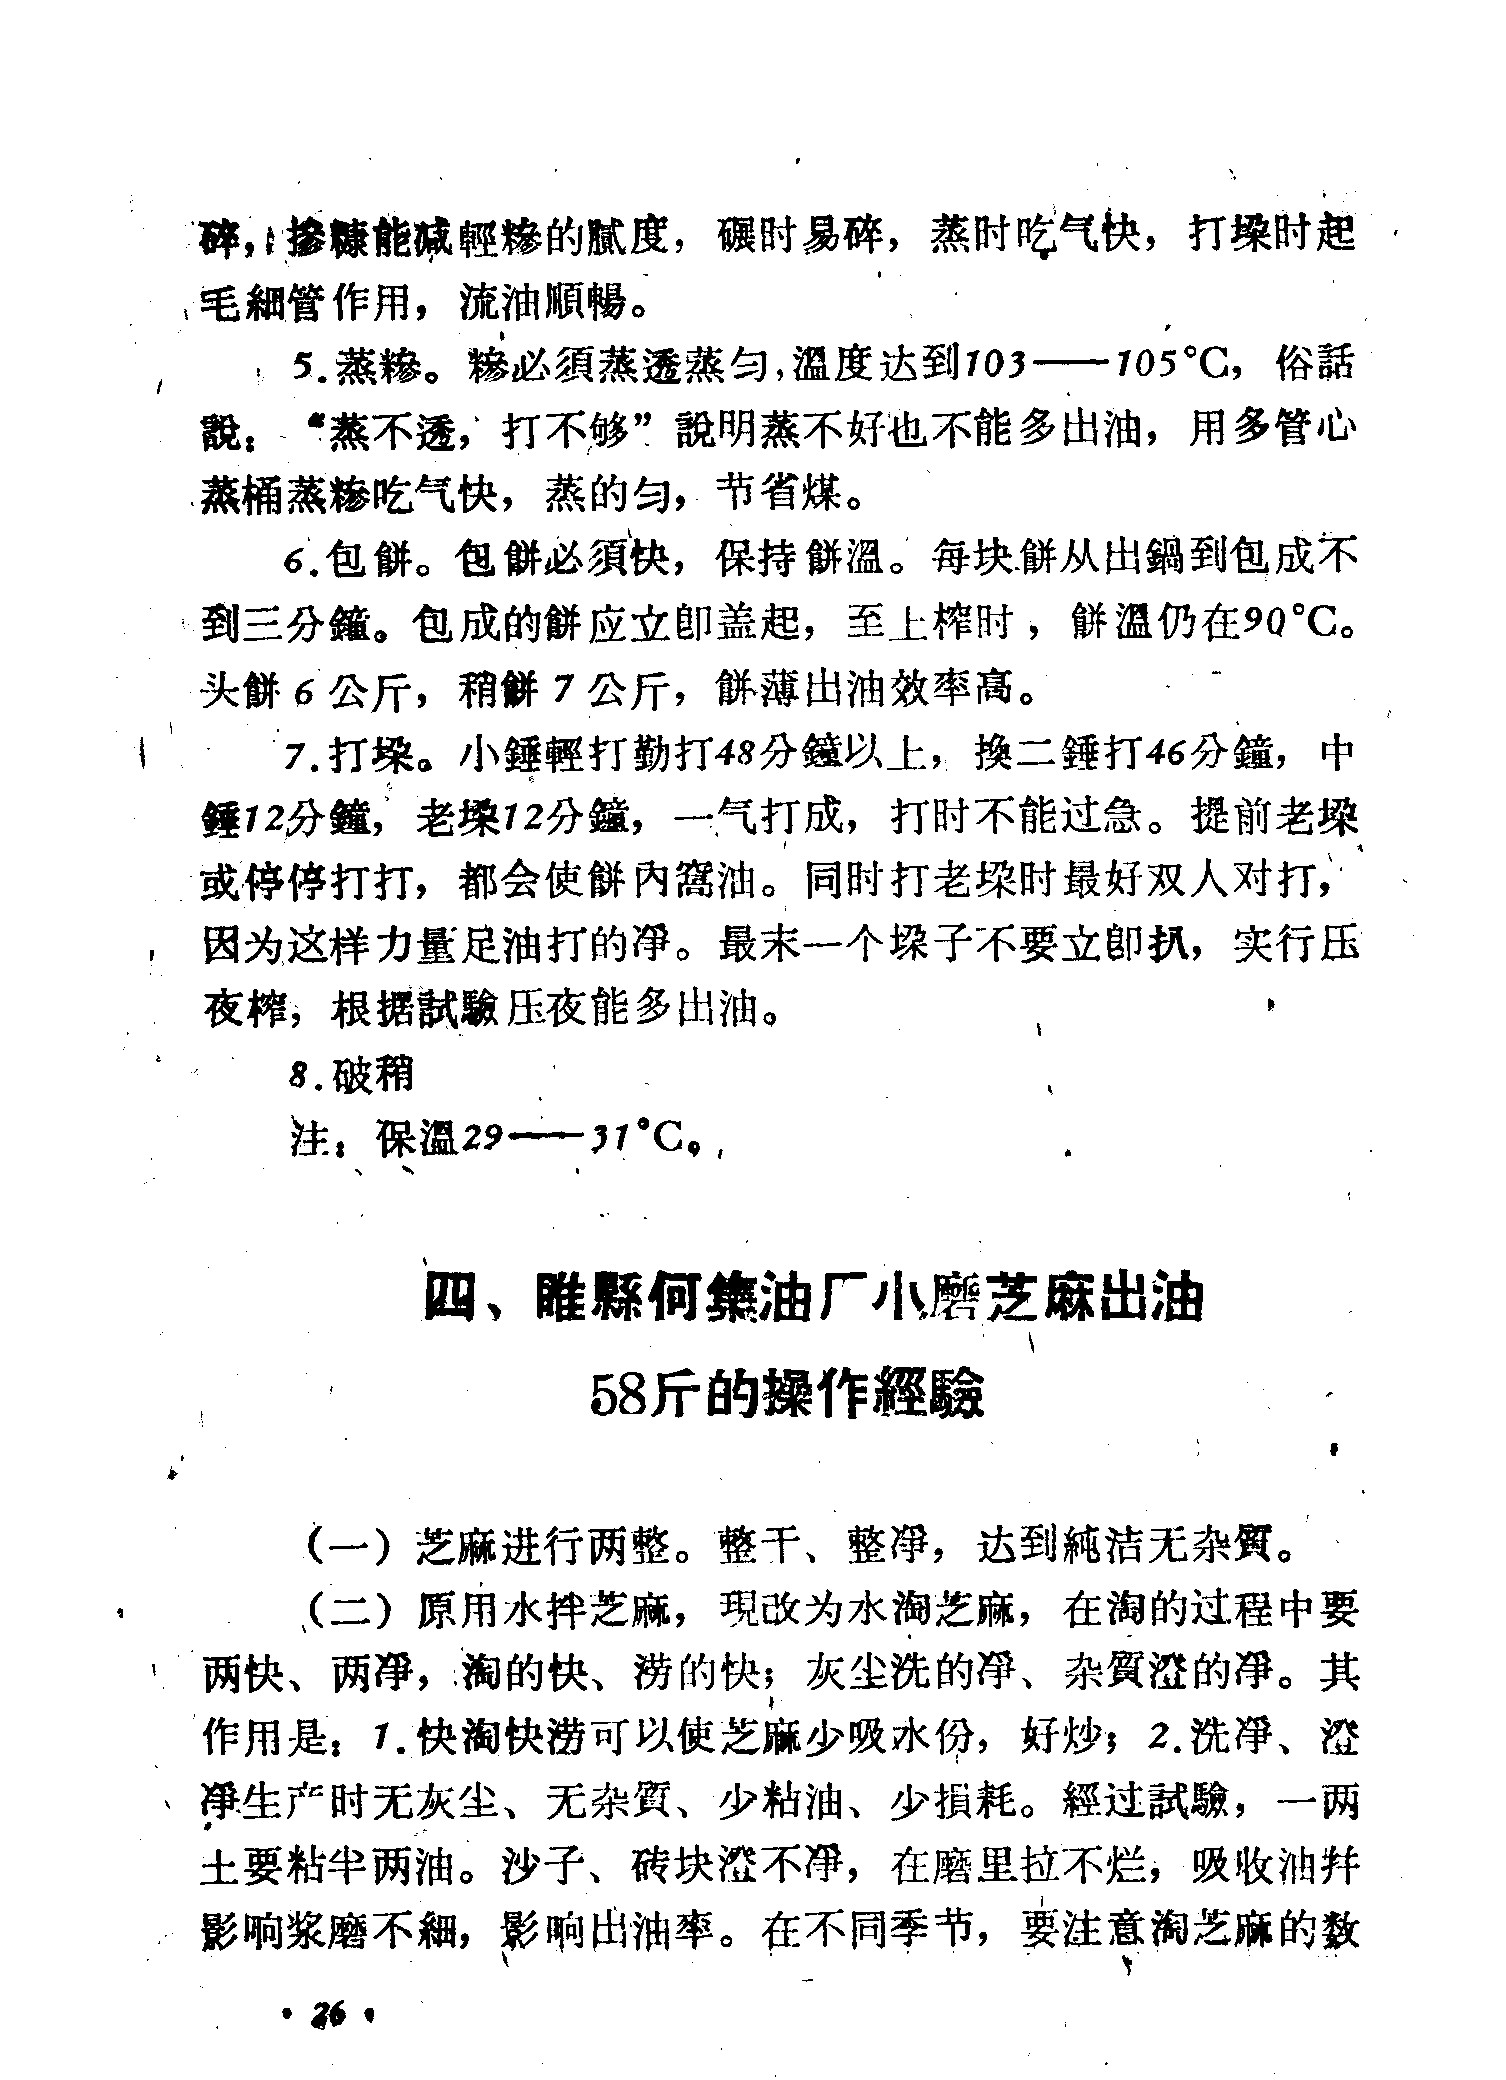 碎，摻糠能减輕糝的膩度，碾时易碎，蒸时吃气快，打垛时起
毛細管作用，流油順暢。
5.蒸糝。糝必須蒸透蒸匀，溫度达到103——105°C，俗話
說：“蒸不透，打不够”說明蒸不好也不能多出油，用多管心
蒸桶蒸糝吃气快，蒸的匀，节省煤。
6.包餅。包餅必須快，保持餅溫。每块餅从出鍋到包成不
到三分鐘。包成的餅应立卽盖起，至上榨时，餅溫仍在90°C。
头餅6公斤，稍餅7公斤，餅薄出油效率高。
7.打垛。小錘輕打勤打48分鐘以上，換二錘打46分鐘，中
錘12分鐘，老垛12分鐘，一气打成，打时不能过急。提前老垛
或停停打打，都会使餅內窩油。同时打老垛时最好双人对打，
因为这样力量足油打的凈。最末一个垛子不要立卽扒，实行压
夜榨，根据試驗压夜能多出油。
8.破稍
注：保溫29——31°C。
四、睢縣何集油厂小磨芝麻出油
58斤的操作經驗
（一）芝麻进行两整。整干、整凈，达到純洁无杂質。
（二）原用水拌芝麻，現改为水淘芝麻，在淘的过程中要
两快、两凈，淘的快、涝的快；灰尘洗的凈、杂質澄的凈。其
作用是：1.快淘快涝可以使芝麻少吸水份，好炒；2.洗凈、澄
凈生产时无灰尘、无杂質、少粘油、少損耗。經过試驗，一两
土要粘半两油。沙子、砖块澄不凈，在磨里拉不烂，吸收油幷
影响浆磨不細，影响出油率。在不同季节，要注意淘芝麻的数
·26·